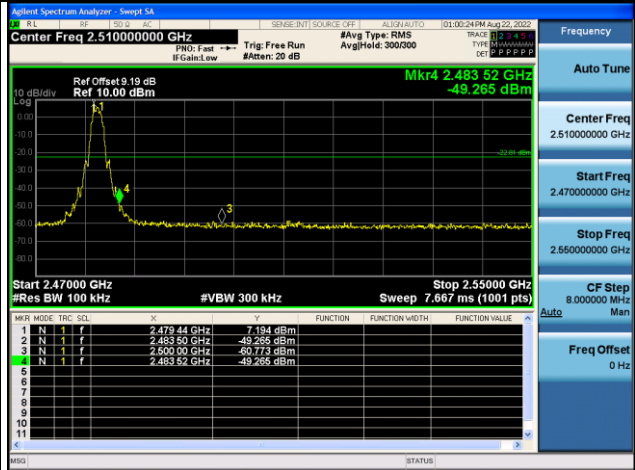 Agilent Spectrum Analyzer - Swept SA
RL RF 50 Ω AC SENSE:INT SOURCE OFF ALIGN AUTO 01:00:24 PM Aug 22, 2022
Center Freq 2.510000000 GHz
PNO: Fast
IFGain:Low
Trig: Free Run
#Atten: 20 dB
#Avg Type: RMS
Avg|Hold: 300/300
TRACE 1 2 3 4 5 6
TYPE M
DET P P P P P P
Ref Offset 9.19 dB
Ref 10.00 dBm
10 dB/div
Log
Mkr4 2.483 52 GHz
-49.265 dBm
0.00
-10.0
-20.0
-30.0
-40.0
-50.0
-60.0
-70.0
-80.0
1
4
3
-22.81 dBm
Start 2.47000 GHz
#Res BW 100 kHz
#VBW 300 kHz
Stop 2.55000 GHz
Sweep 7.667 ms (1001 pts)
MKR MODE TRC SCL X Y FUNCTION FUNCTION WIDTH FUNCTION VALUE
1 N 1 f 2.479 44 GHz 7.194 dBm
2 N 1 f 2.483 50 GHz -49.265 dBm
3 N 1 f 2.500 00 GHz -60.773 dBm
4 N 1 f 2.483 52 GHz -49.265 dBm
5
6
7
8
9
10
11
MSG STATUS
Frequency
Auto Tune
Center Freq
2.510000000 GHz
Start Freq
2.470000000 GHz
Stop Freq
2.550000000 GHz
CF Step
8.000000 MHz
Auto Man
Freq Offset
0 Hz